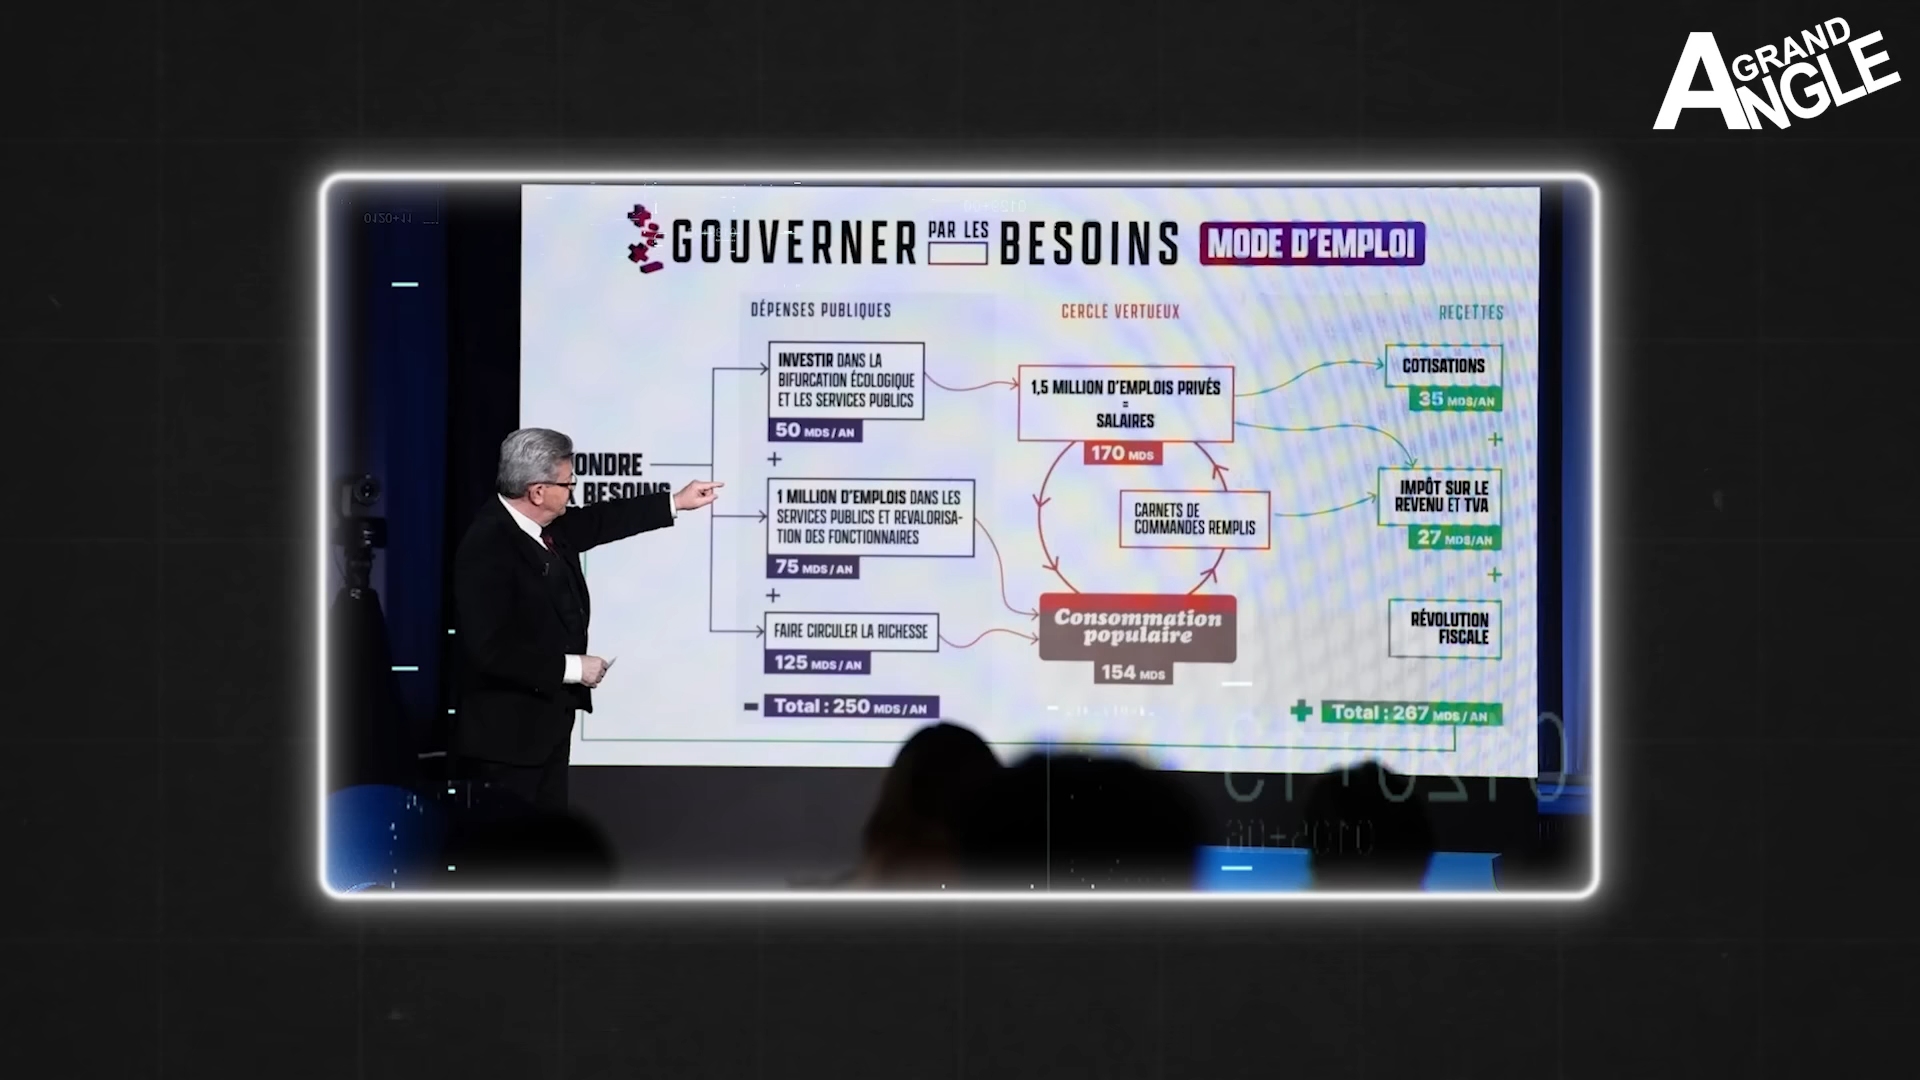 A GRAND
ANGLE
GOUVERNER PAR LES BESOINS MODE D'EMPLOI
DÉPENSES PUBLIQUES
CERCLE VERTUEUX
RECETTES
ONDRE
BESOINS
INVESTIR DANS LA
BIFURCATION ÉCOLOGIQUE
ET LES SERVICES PUBLICS
50 MDS / AN
+
1 MILLION D'EMPLOIS DANS LES
SERVICES PUBLICS ET REVALORISA-
TION DES FONCTIONNAIRES
75 MDS / AN
+
FAIRE CIRCULER LA RICHESSE
125 MDS / AN
- Total : 250 MDS / AN
1,5 MILLION D'EMPLOIS PRIVÉS
=
SALAIRES
170 MDS
CARNETS DE
COMMANDES REMPLIS
Consommation
populaire
154 MDS
COTISATIONS
35 MDS/AN
+
IMPÔT SUR LE
REVENU ET TVA
27 MDS/AN
+
RÉVOLUTION
FISCALE
+ Total : 267 MDS / AN